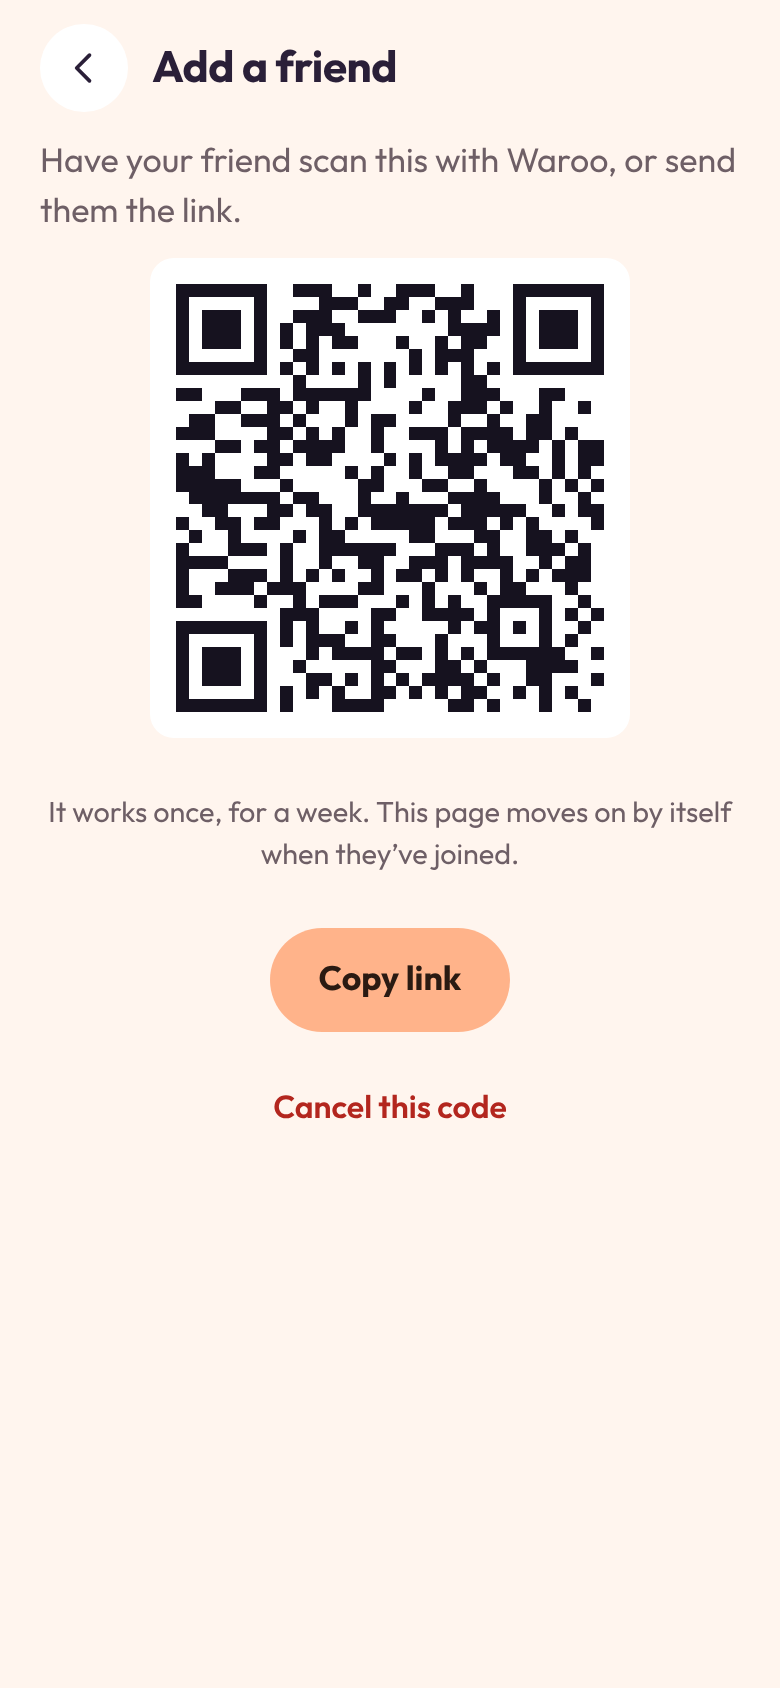 Add a friend
Have your friend scan this with Waroo, or send
them the link.
It works once, for a week. This page moves on by itself
when they’ve joined.
Copy link
Cancel this code